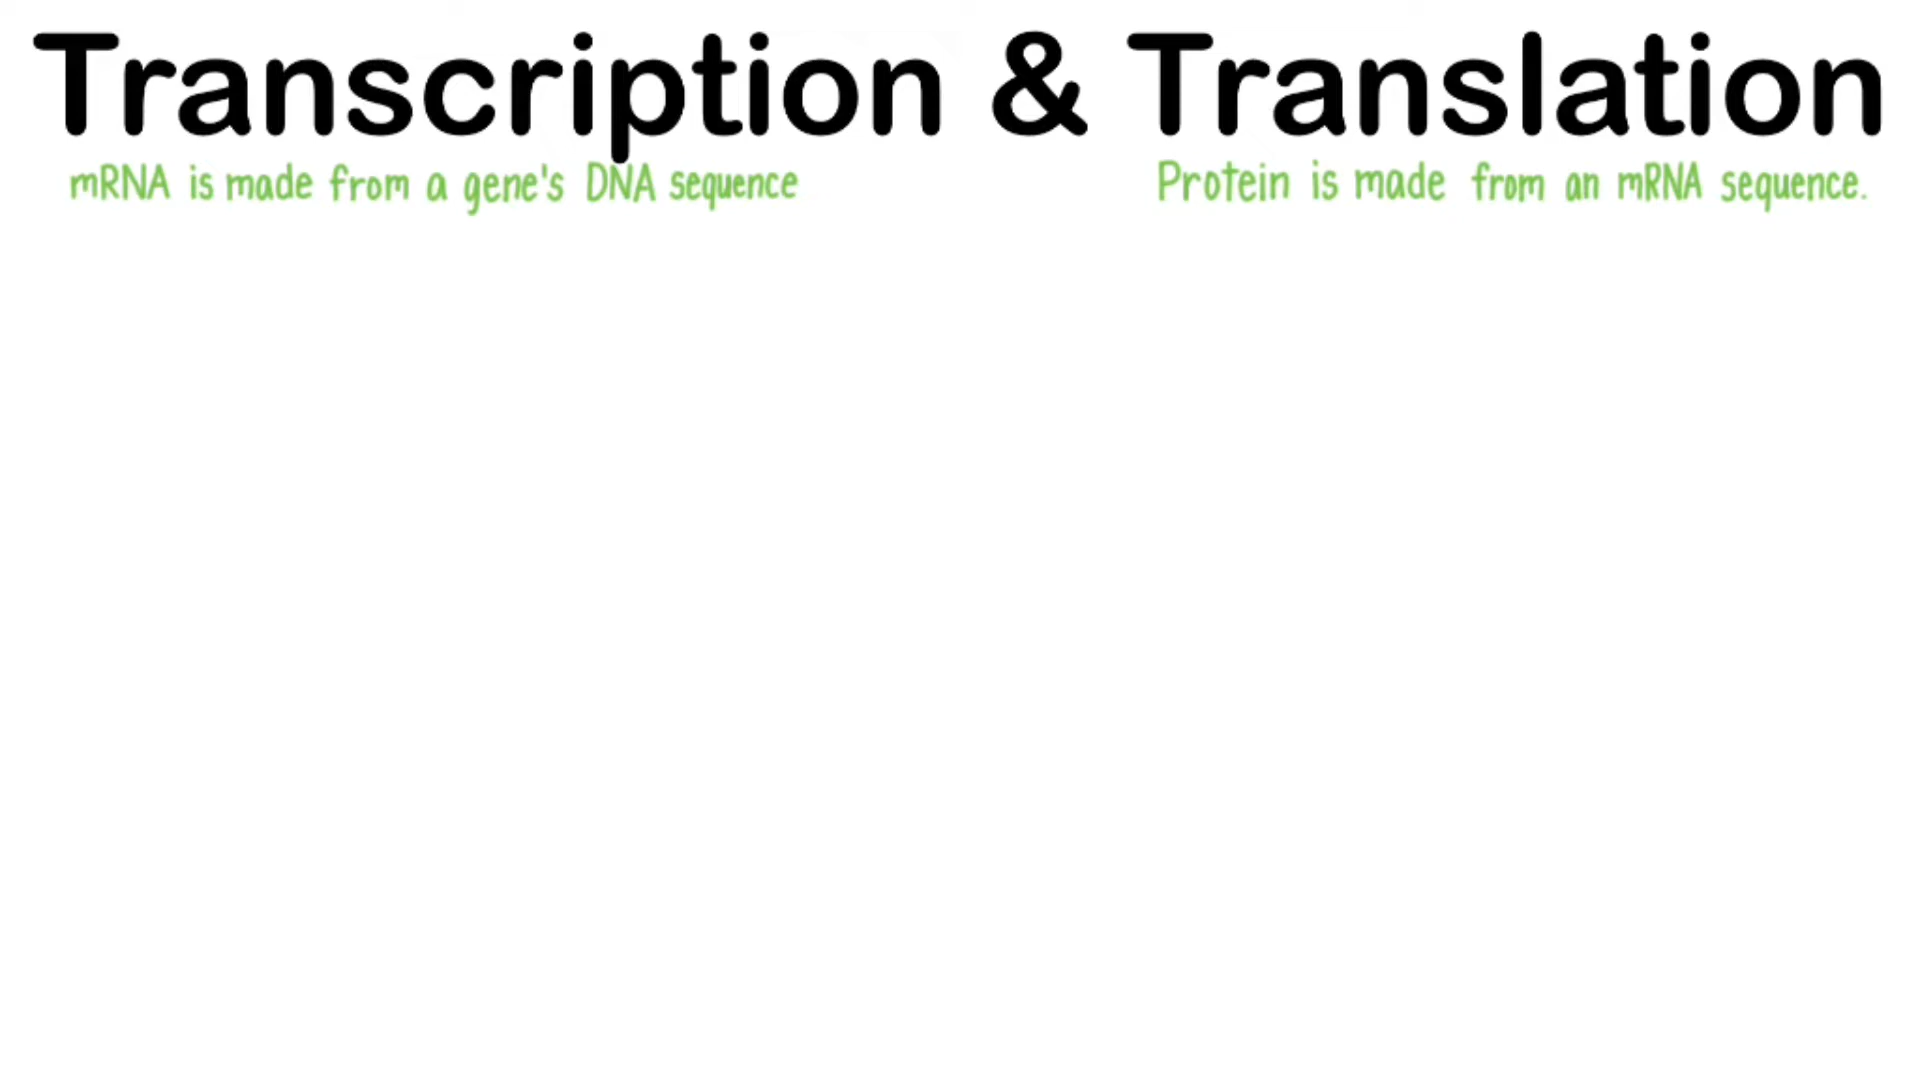 Transcription & Translation
mRNA is made from a gene's DNA sequence
Protein is made from an mRNA sequence.